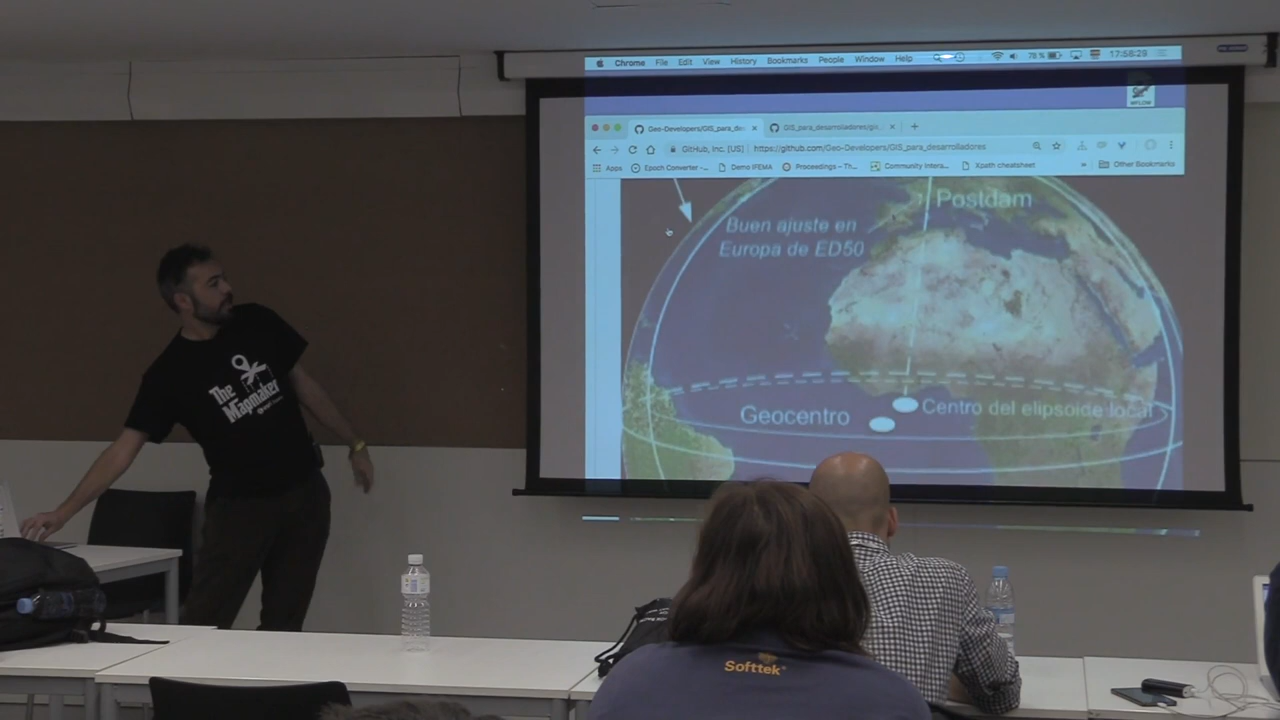 Chrome File Edit View History Bookmarks People Window Help
78 %
17:58:29
Geo-Developers/GIS_para_de
GIS_para_desarrolladores/gis
GitHub, Inc. [US] https://github.com/Geo-Developers/GIS_para_desarrolladores
Apps Epoch Converter -... Demo IFEMA Proceedings – Th... Community Intera... Xpath cheatsheet » Other Bookmarks
Postdam
Buen ajuste en
Europa de ED50
Geocentro
Centro del elipsoide local
The
Mapmaker
Softtek